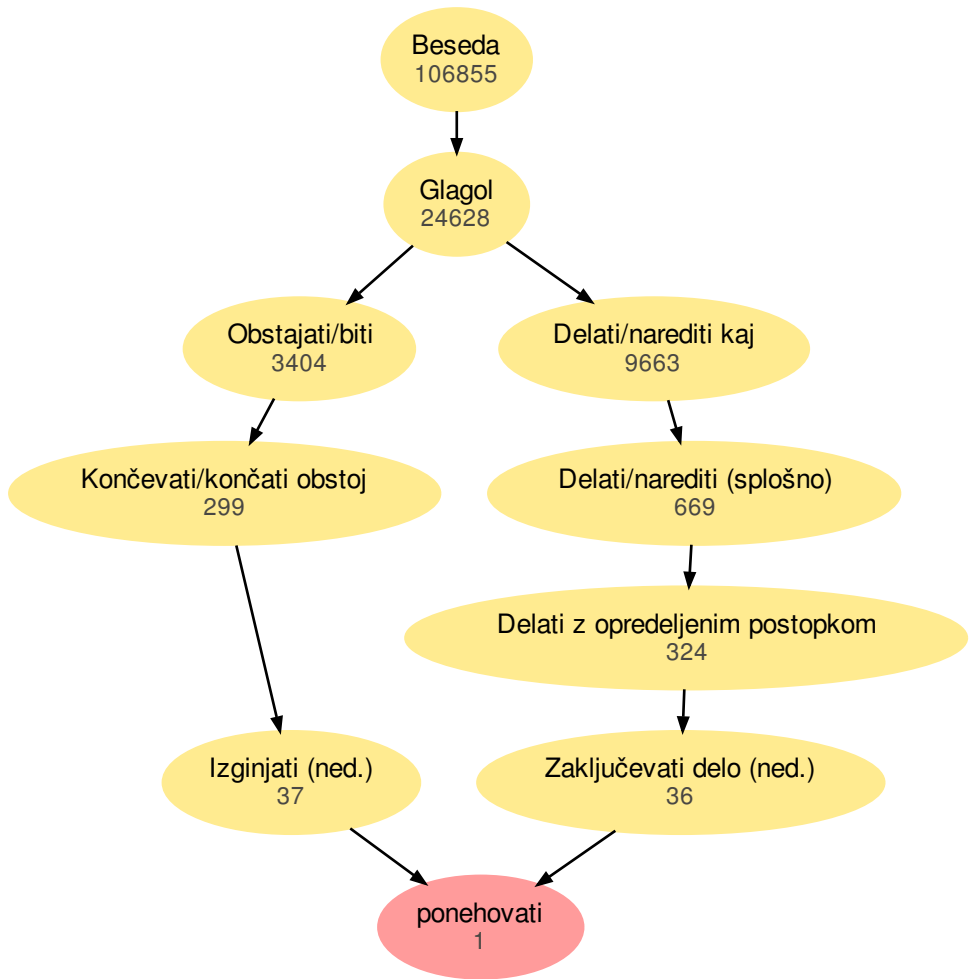 Beseda
106855
Glagol
24628
Obstajati/biti
3404
Delati/narediti kaj
9663
Končevati/končati obstoj
299
Delati/narediti (splošno)
669
Delati z opredeljenim postopkom
324
Izginjati (ned.)
37
Zaključevati delo (ned.)
36
ponehovati
1